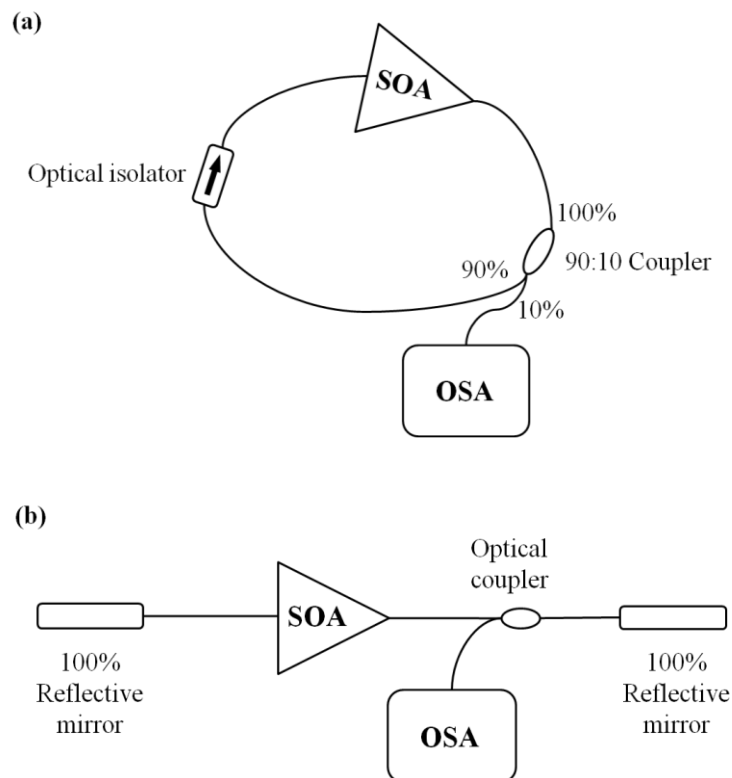 (a)
SOA
Optical isolator
100%
90%
90:10 Coupler
10%
OSA
(b)
Optical
coupler
SOA
100%
Reflective
mirror
100%
Reflective
mirror
OSA